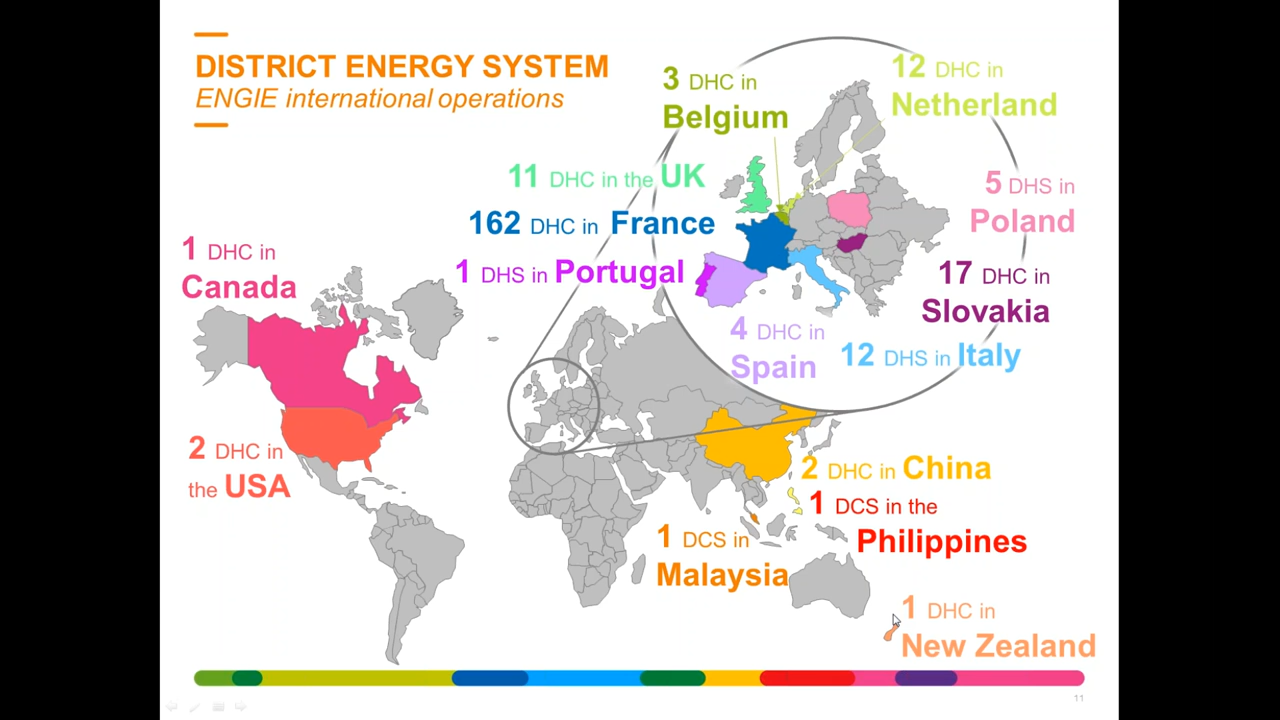 DISTRICT ENERGY SYSTEM
ENGIE international operations
3 DHC in
Belgium
12 DHC in
Netherland
11 DHC in the UK
5 DHS in
Poland
162 DHC in France
1 DHC in
Canada
1 DHS in Portugal
17 DHC in
Slovakia
4 DHC in
Spain
12 DHS in Italy
2 DHC in
the USA
2 DHC in China
1 DCS in the
Philippines
1 DCS in
Malaysia
1 DHC in
New Zealand
11